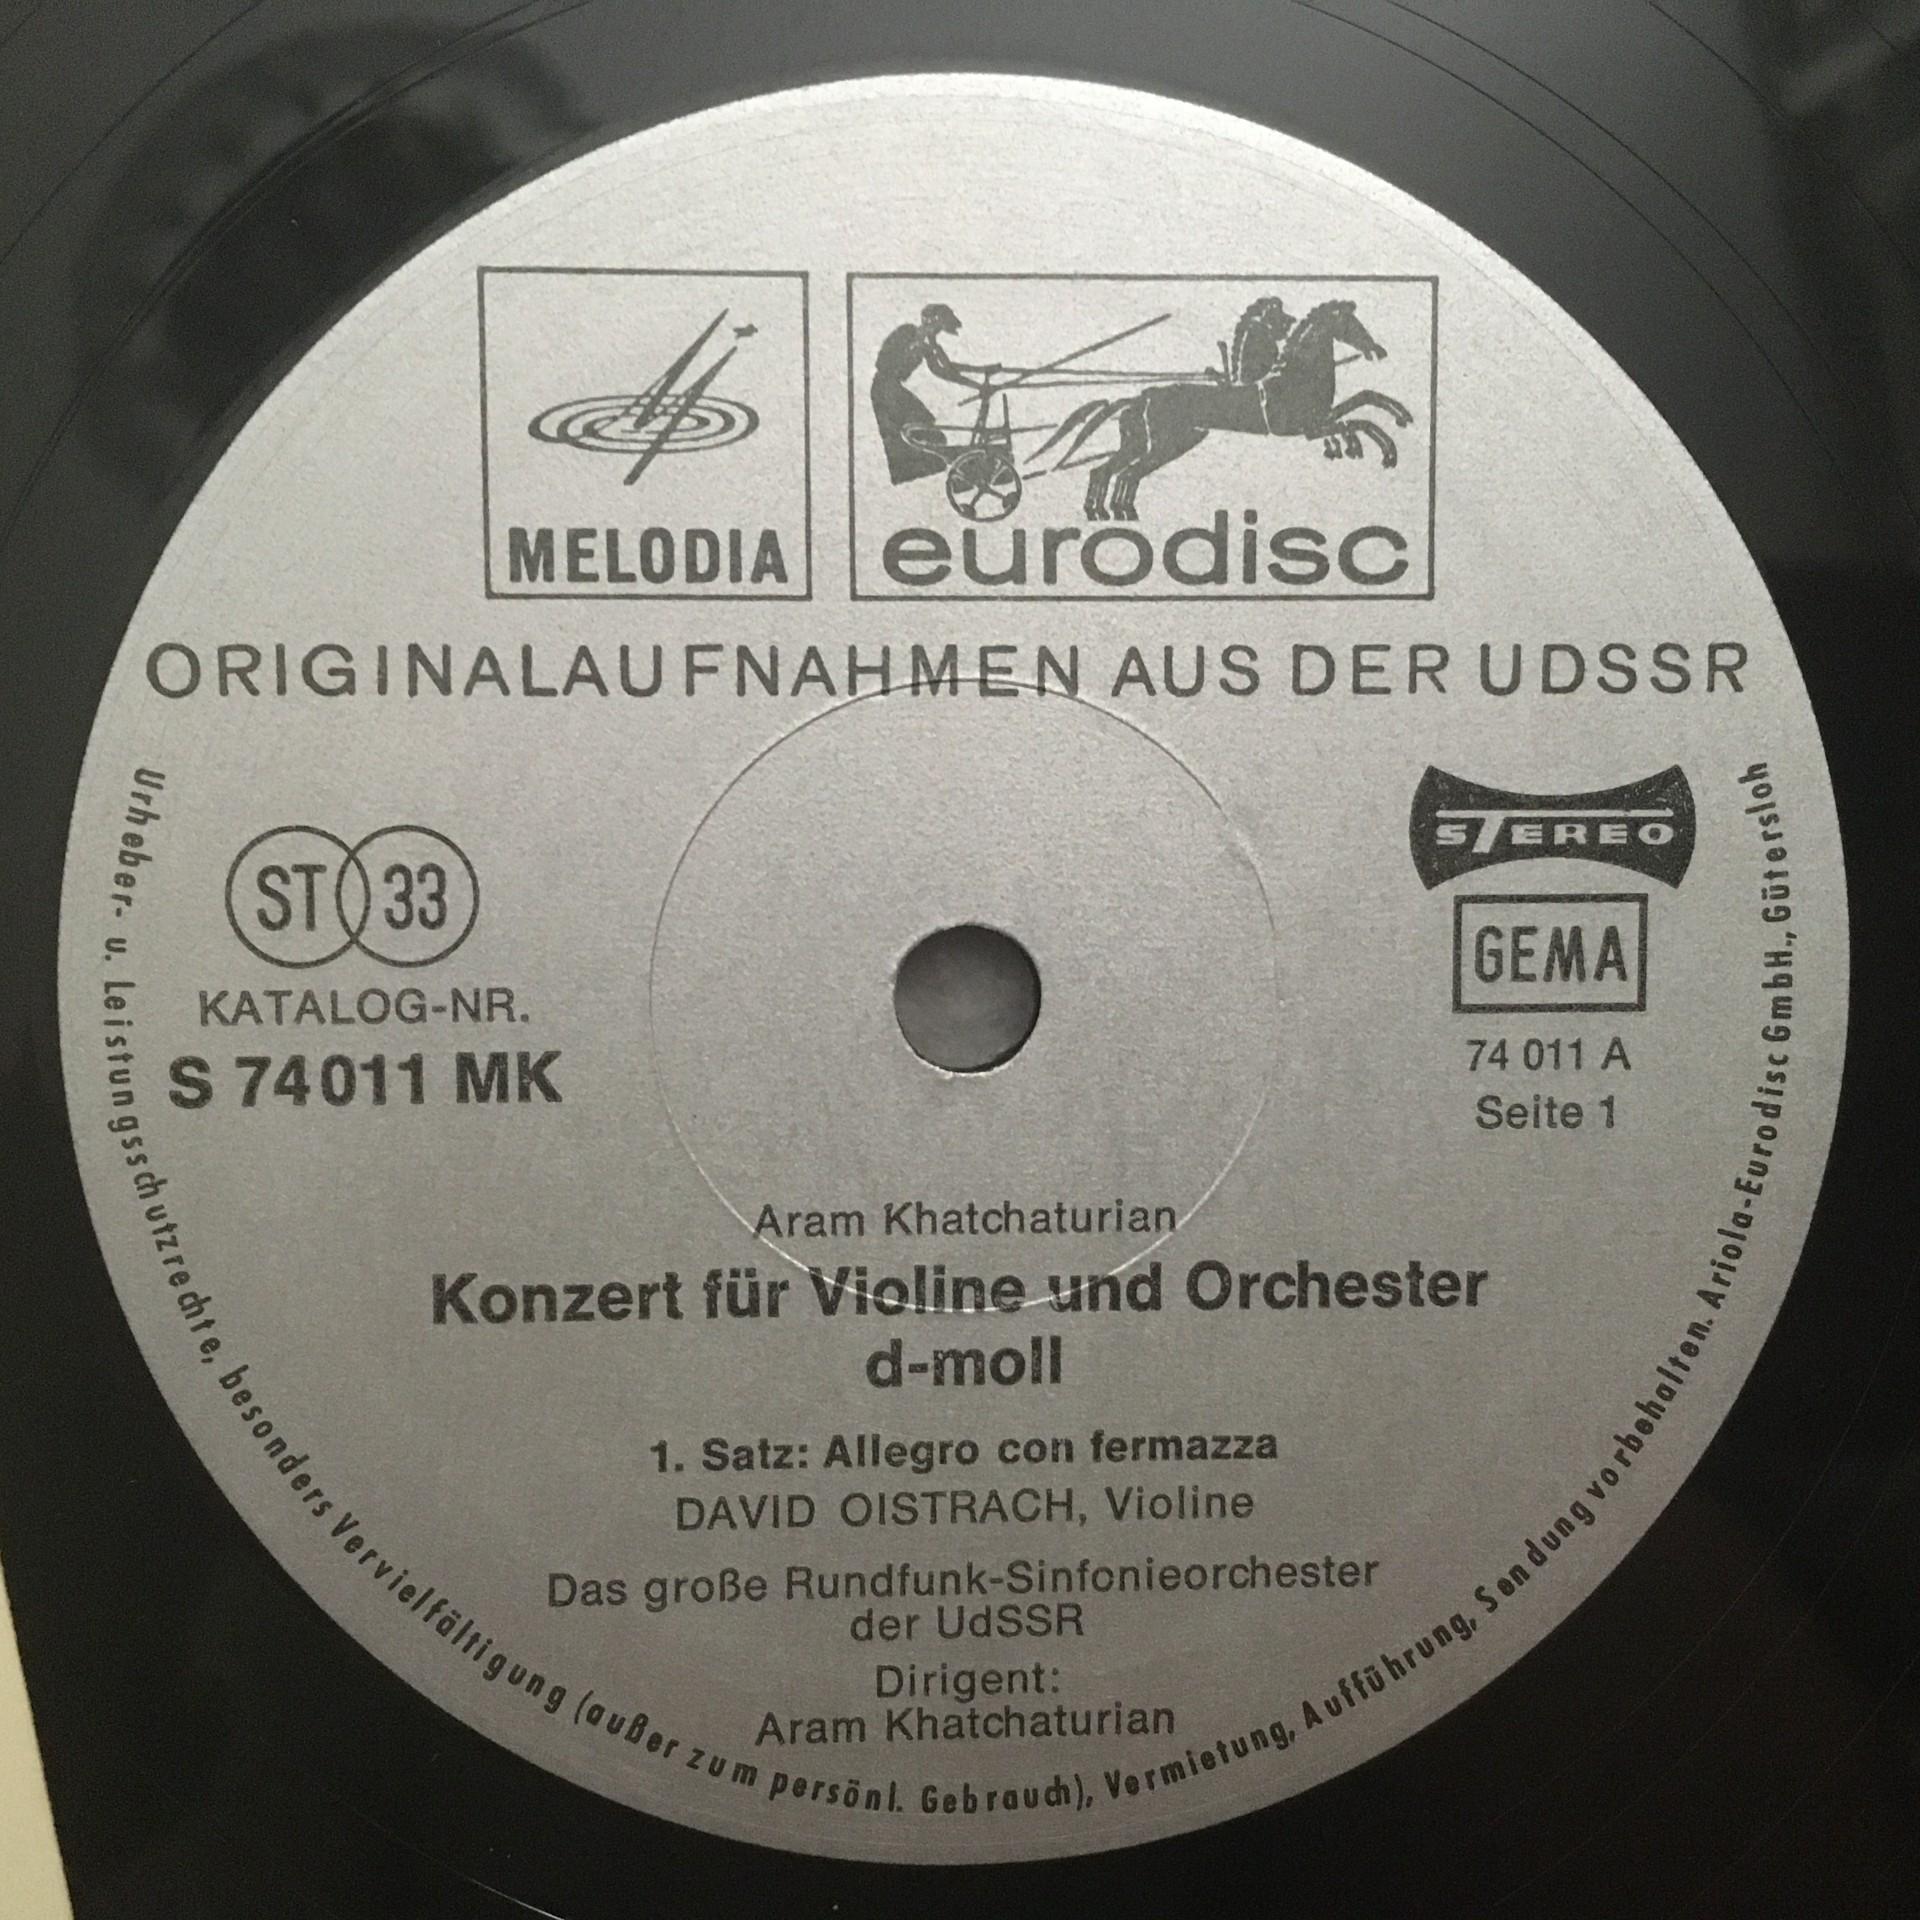 MELODIA
eurodisc
ORIGINALAUFNAHMEN AUS DER UDSSR
ST 33
KATALOG-NR.
S 74 011 MK
STEREO
GEMA
74 011 A
Seite 1
Aram Khatchaturian
Konzert für Violine und Orchester
d-moll
1. Satz: Allegro con fermazza
DAVID OISTRACH, Violine
Das große Rundfunk-Sinfonieorchester
der UdSSR
Dirigent:
Aram Khatchaturian
Urheber- u. Leistungsschutzrechte, besonders Vervielfältigung (außer zum persönl. Gebrauch), Vermietung, Aufführung, Sendung vorbehalten. Ariola-Eurodisc GmbH., Gütersloh